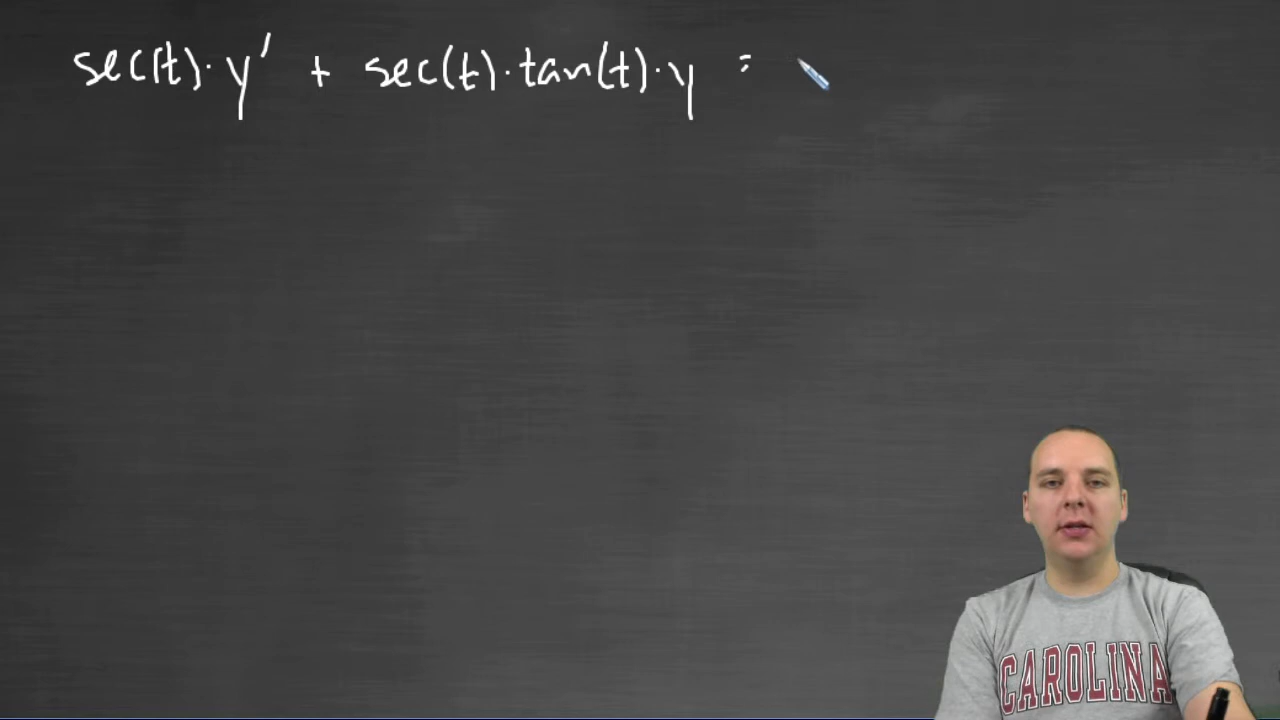 sec(t)·y' + sec(t)·tan(t)·y =
CAROLINA